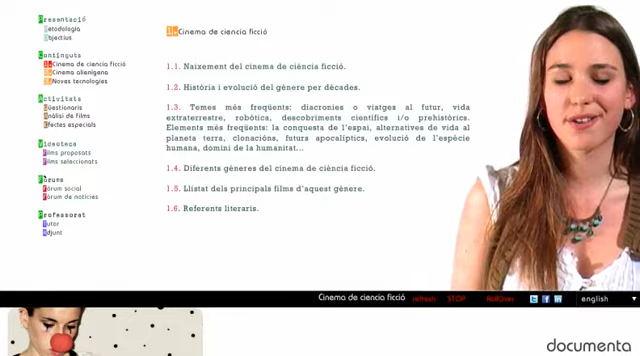 Presentació
Metodologia
Objectius
Continguts
Cinema de ciencia ficció
Cinema alienígena
Noves tecnologies
Activitats
Qüestionaris
Anàlisi de films
Efectes especials
Videoteca
Films proposats
Films seleccionats
Fòrums
Fòrum social
Fòrum de notícies
Professorat
Tutor
Adjunt
1. Cinema de ciencia ficció
1.1. Naixement del cinema de ciència ficció.
1.2. Història i evolució del gènere per dècades.
1.3. Temes més freqüents: diacronies o viatges al futur, vida
extraterrestre, robòtica, descobriments científics i/o prehistòrics.
Elements més freqüents: la conquesta de l'espai, alternatives de vida al
planeta terra, clonacións, futurs apocalíptics, evolució de l'espècie
humana, domini de la humanitat...
1.4. Diferents gèneres del cinema de ciència ficció.
1.5. Llistat dels principals films d'aquest gènere.
1.6. Referents literaris.
Cinema de ciencia ficció refresh STOP RollOver english
documenta